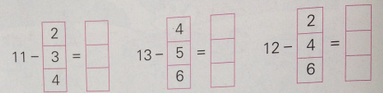 11 − 2 3 4 =
13 − 4 5 6 =
12 − 2 4 6 =